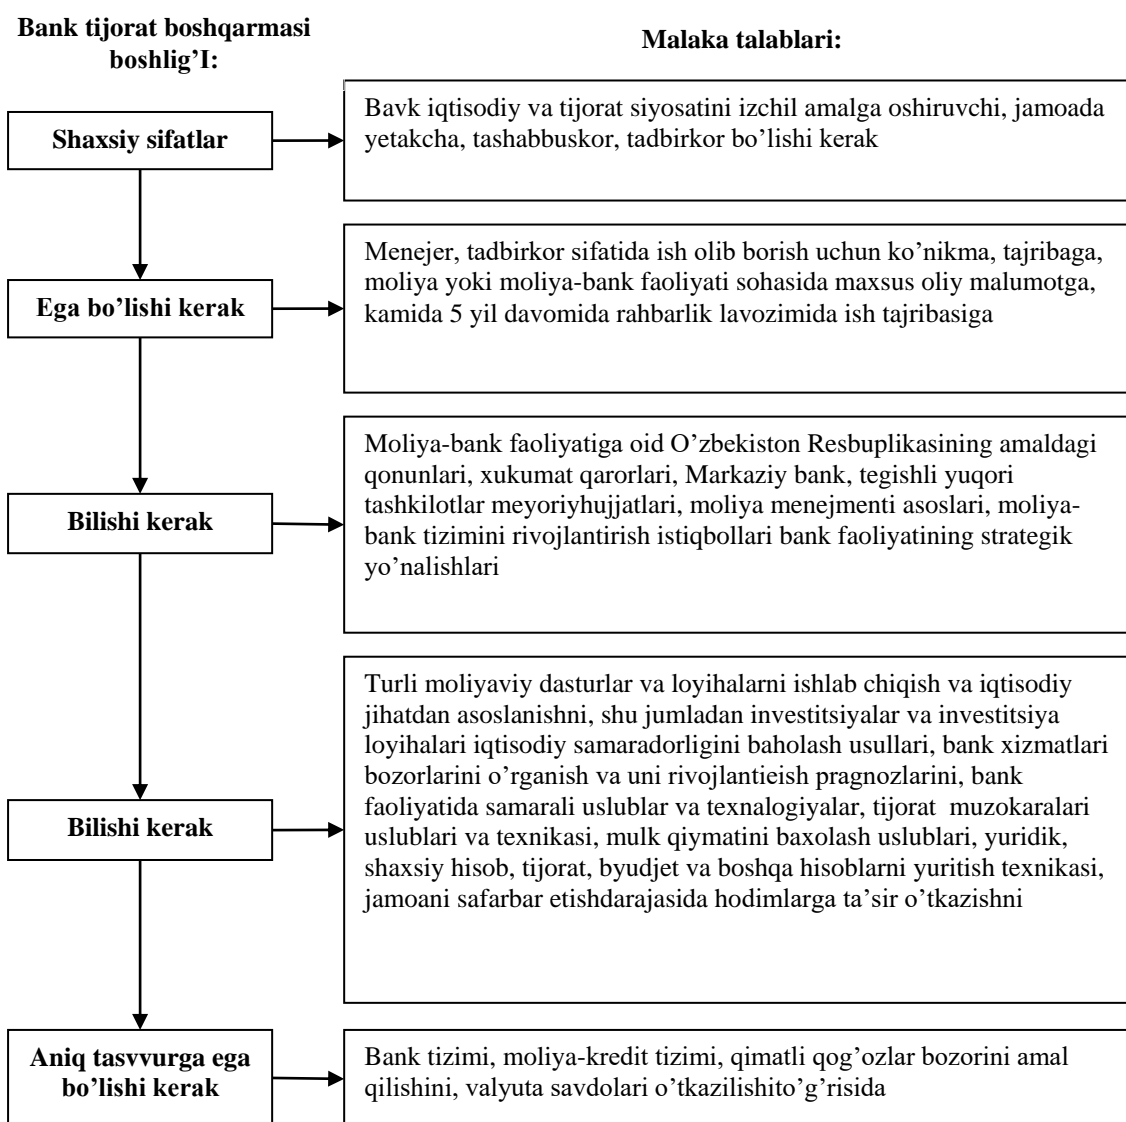 Bank tijorat boshqarmasi
boshlig’I:
Malaka talablari:
Shaxsiy sifatlar
Bavk iqtisodiy va tijorat siyosatini izchil amalga oshiruvchi, jamoada
yetakcha, tashabbuskor, tadbirkor bo’lishi kerak
Ega bo’lishi kerak
Menejer, tadbirkor sifatida ish olib borish uchun ko’nikma, tajribaga,
moliya yoki moliya-bank faoliyati sohasida maxsus oliy malumotga,
kamida 5 yil davomida rahbarlik lavozimida ish tajribasiga
Bilishi kerak
Moliya-bank faoliyatiga oid O’zbekiston Resbuplikasining amaldagi
qonunlari, xukumat qarorlari, Markaziy bank, tegishli yuqori
tashkilotlar meyoriyhujjatlari, moliya menejmenti asoslari, moliya-
bank tizimini rivojlantirish istiqbollari bank faoliyatining strategik
yo’nalishlari
Bilishi kerak
Turli moliyaviy dasturlar va loyihalarni ishlab chiqish va iqtisodiy
jihatdan asoslanishni, shu jumladan investitsiyalar va investitsiya
loyihalari iqtisodiy samaradorligini baholash usullari, bank xizmatlari
bozorlarini o’rganish va uni rivojlantieish pragnozlarini, bank
faoliyatida samarali uslublar va texnalogiyalar, tijorat  muzokaralari
uslublari va texnikasi, mulk qiymatini baxolash uslublari, yuridik,
shaxsiy hisob, tijorat, byudjet va boshqa hisoblarni yuritish texnikasi,
jamoani safarbar etishdarajasida hodimlarga ta’sir o’tkazishni
Aniq tasvvurga ega
bo’lishi kerak
Bank tizimi, moliya-kredit tizimi, qimatli qog’ozlar bozorini amal
qilishini, valyuta savdolari o’tkazilishito’g’risida